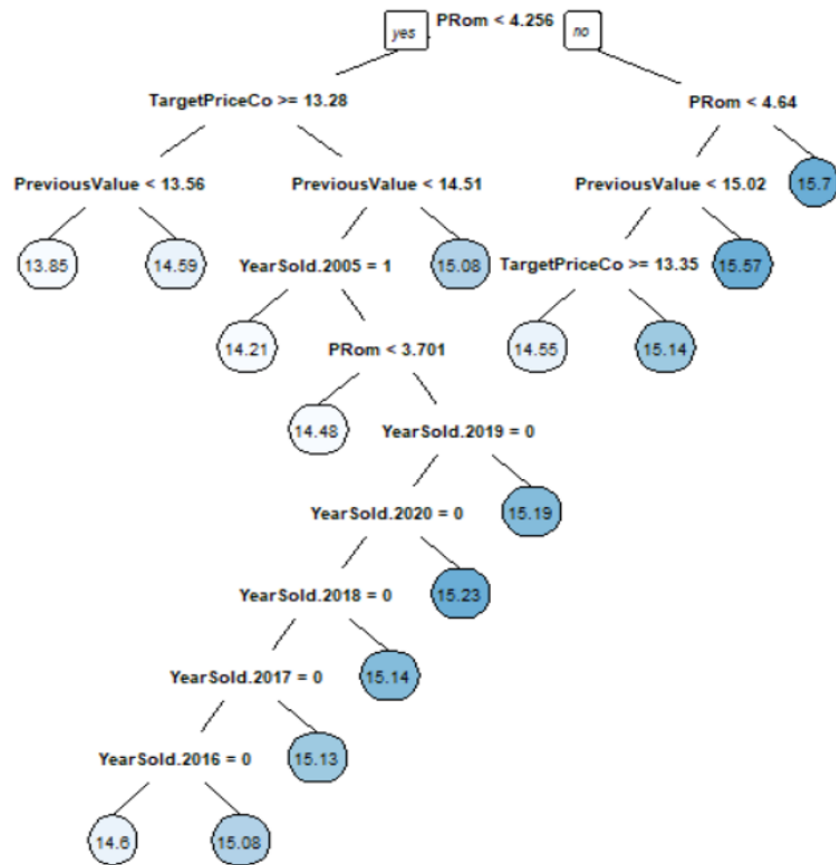 yes PRom < 4.256 no
TargetPriceCo >= 13.28 PRom < 4.64
PreviousValue < 13.56 PreviousValue < 14.51 PreviousValue < 15.02 15.7
13.85 14.59 YearSold.2005 = 1 15.08 TargetPriceCo >= 13.35 15.57
14.21 PRom < 3.701 14.55 15.14
14.48 YearSold.2019 = 0
YearSold.2020 = 0 15.19
YearSold.2018 = 0 15.23
YearSold.2017 = 0 15.14
YearSold.2016 = 0 15.13
14.6 15.08